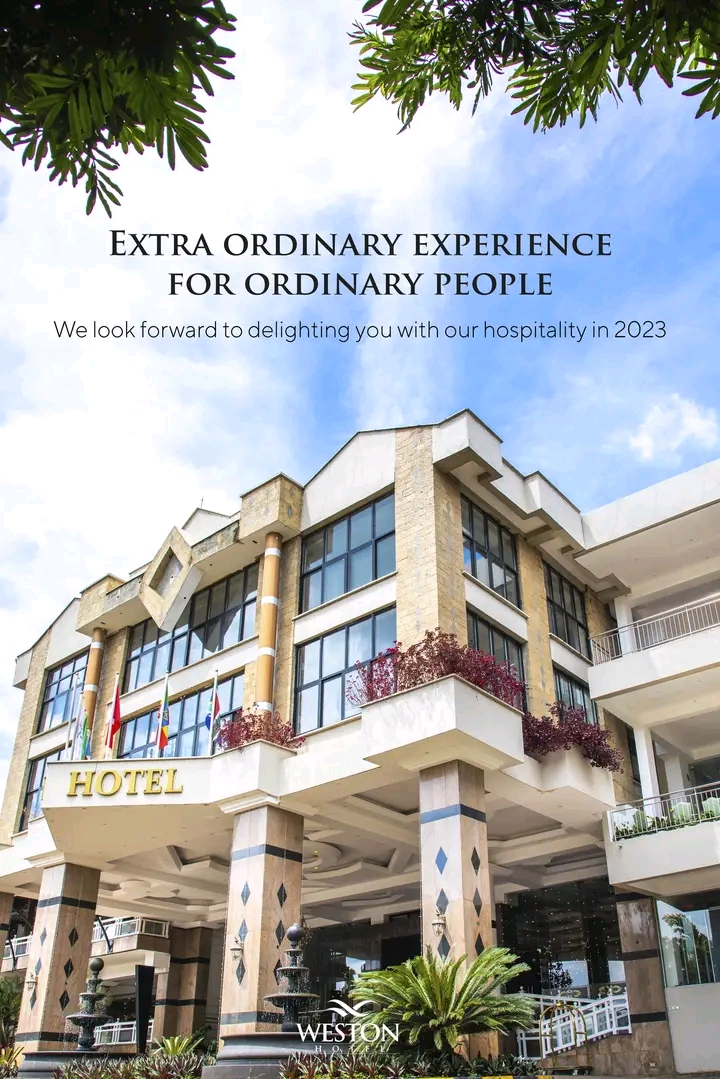 EXTRA ORDINARY EXPERIENCE
FOR ORDINARY PEOPLE
We look forward to delighting you with our hospitality in 2023
HOTEL
WESTON
HOTEL